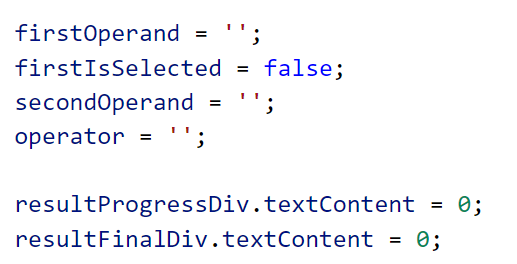 firstOperand = '';
firstIsSelected = false;
secondOperand = '';
operator = '';
resultProgressDiv.textContent = 0;
resultFinalDiv.textContent = 0;